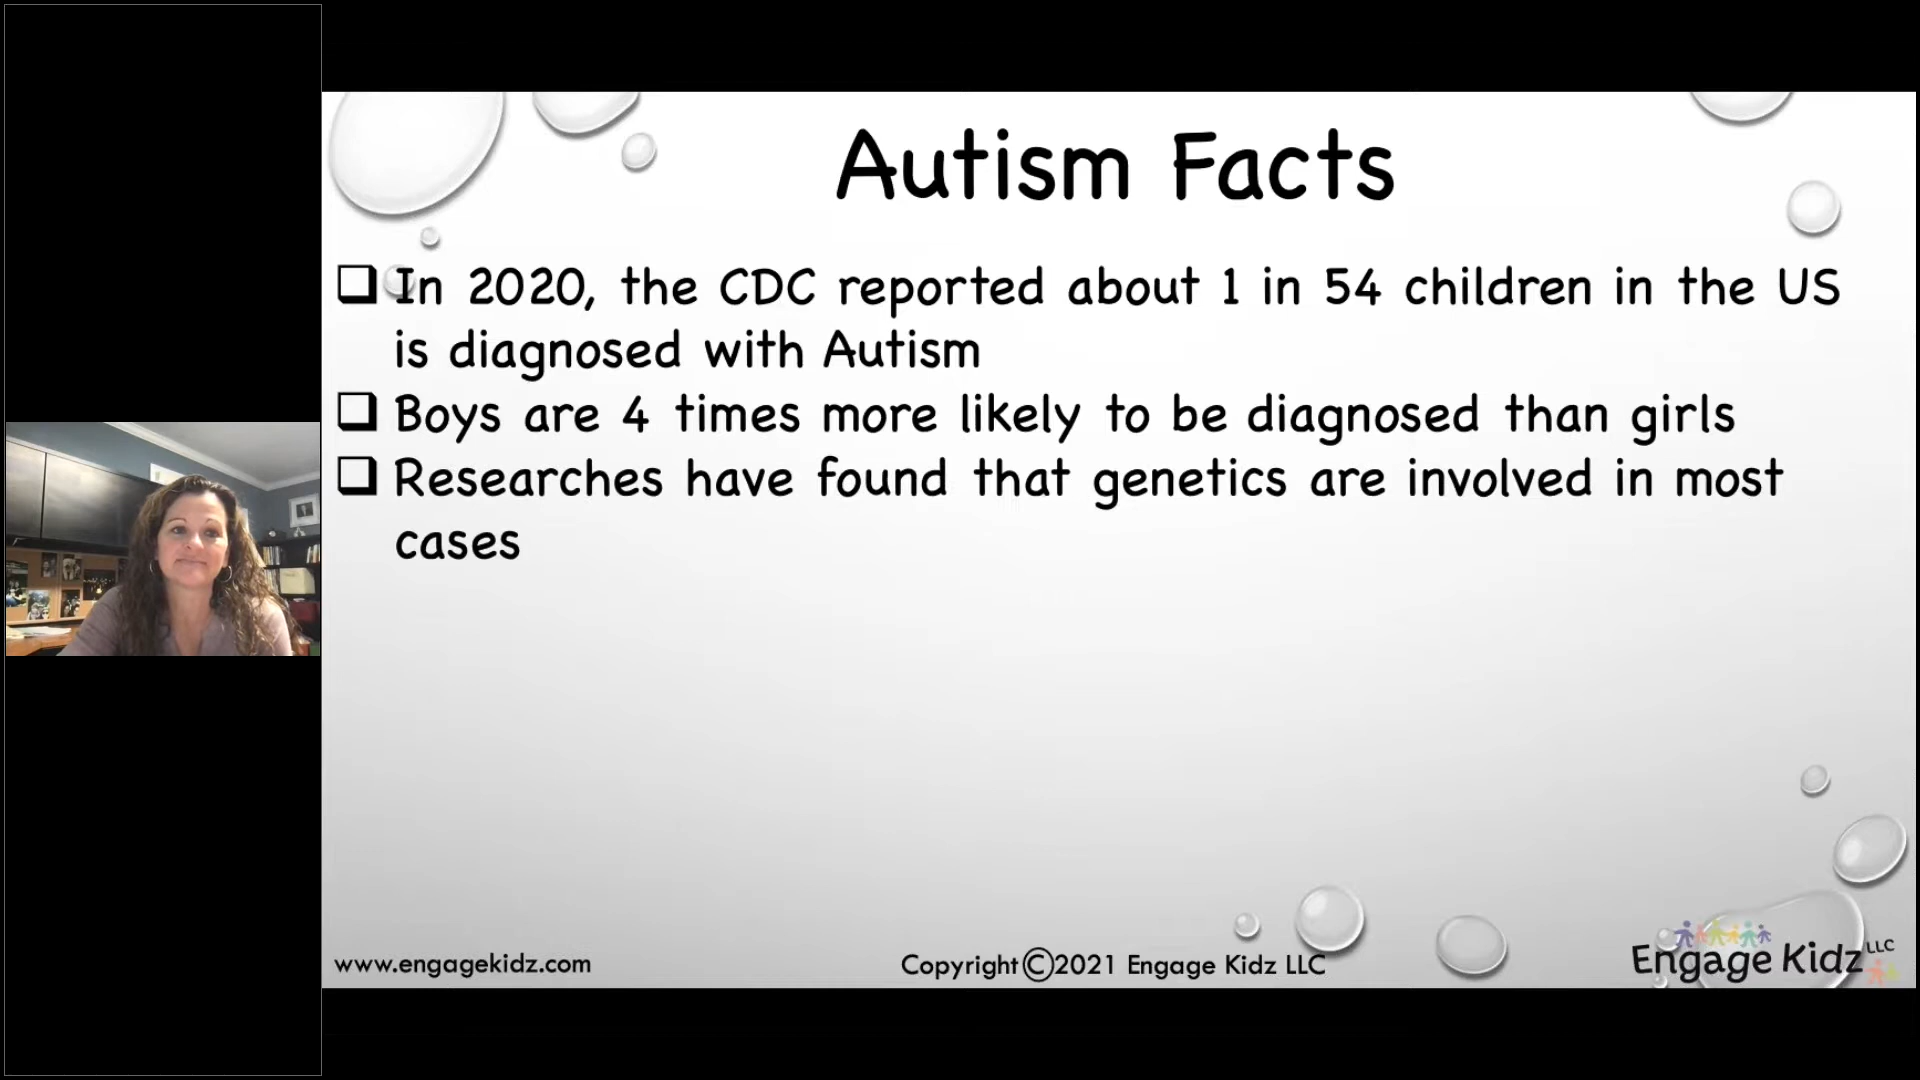 Autism Facts
In 2020, the CDC reported about 1 in 54 children in the US
is diagnosed with Autism
Boys are 4 times more likely to be diagnosed than girls
Researches have found that genetics are involved in most
cases
www.engagekidz.com
Copyright©2021 Engage Kidz LLC
Engage Kidz LLC